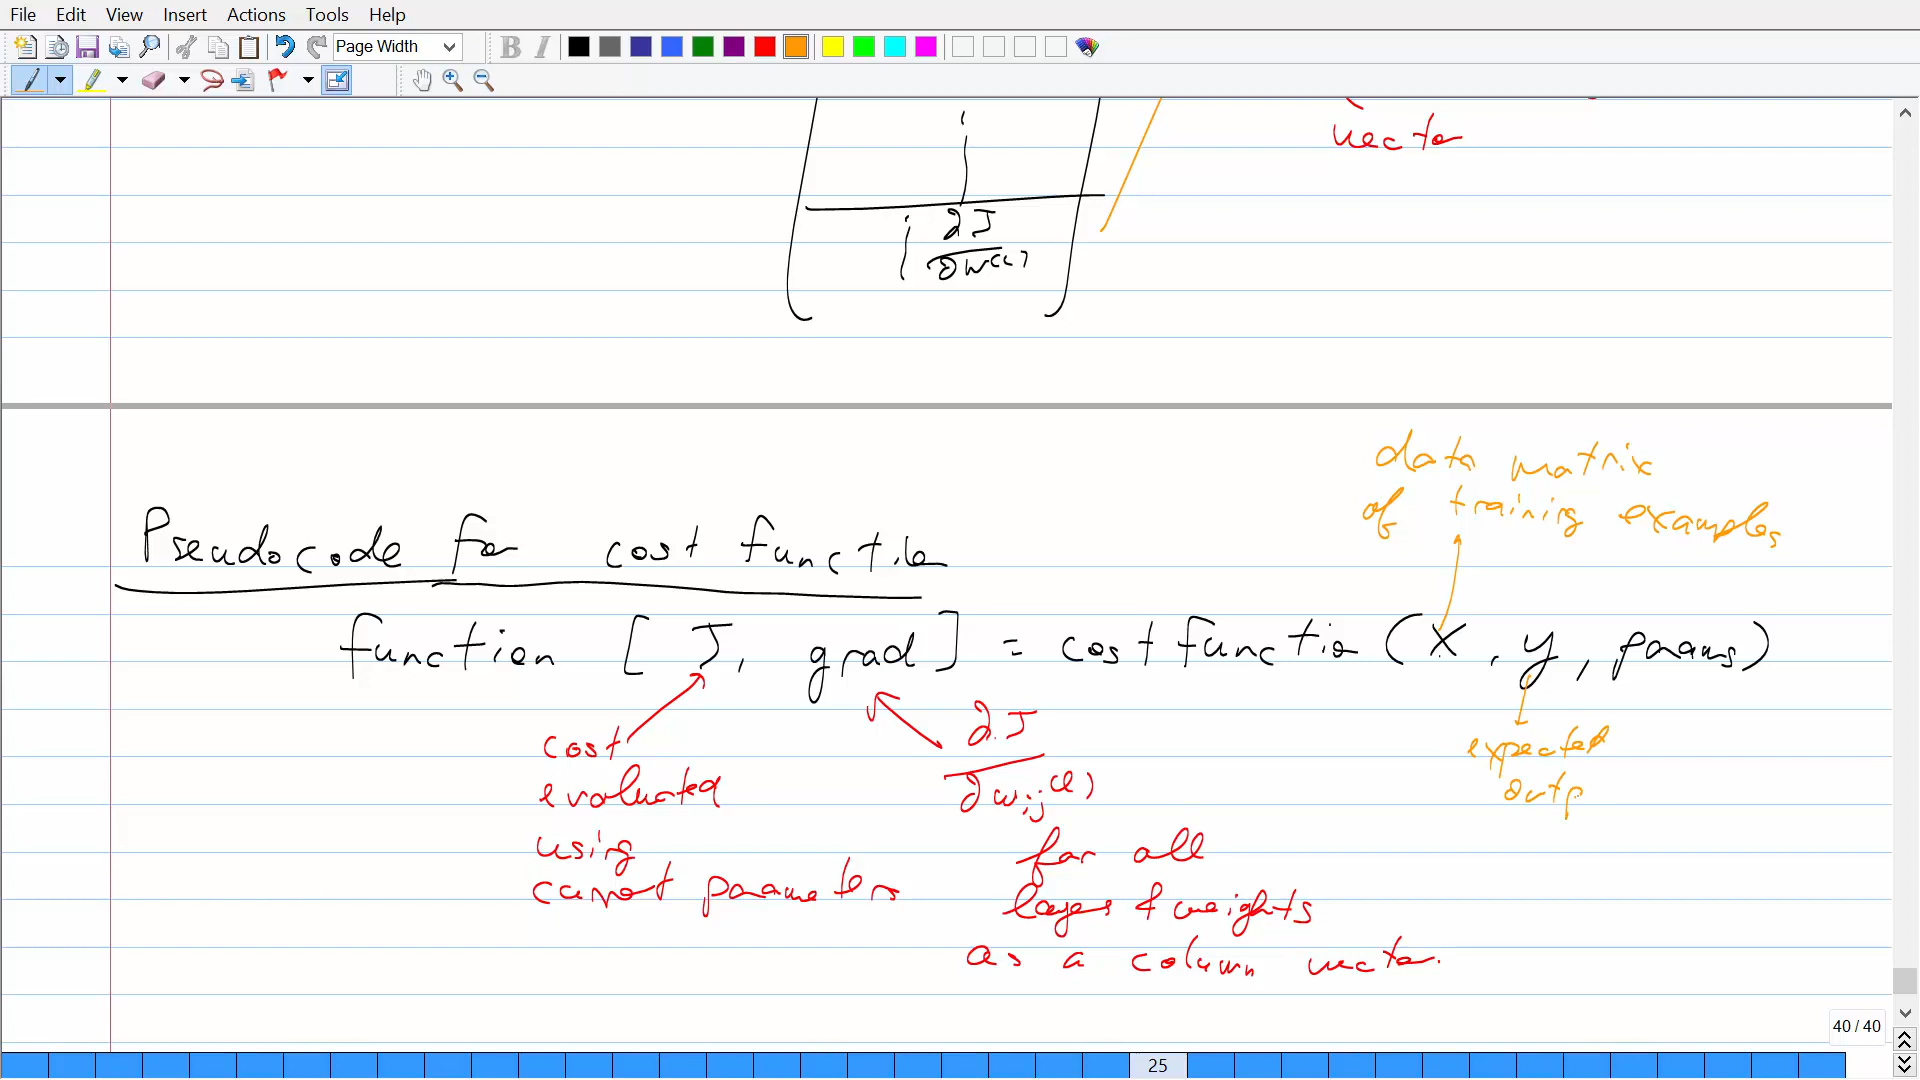 File Edit View Insert Actions Tools Help
Page Width
B I
vector
∂J
∂W(L)
data matrix
of training examples
Pseudocode for cost function
function [ J, grad ] = costfunction (X, y, params)
cost
evaluated
using
current parameters
∂J
∂wij(l)
for all
layers & weights
as a column vector.
expected
outp
40 / 40
25